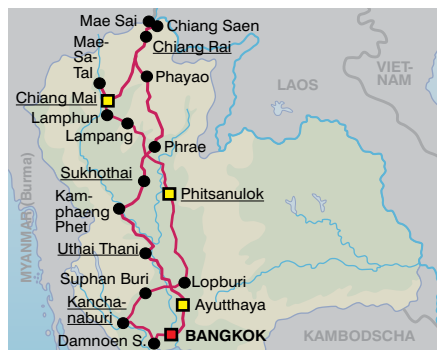 Mae Sai
Chiang Saen
Mae-
Sa-
Tal
Chiang Rai
Phayao
LAOS
VIET-
NAM
Chiang Mai
Lamphun
Lampang
Phrae
MYANMAR (Burma)
Sukhothai
Phitsanulok
Kam-
phaeng
Phet
Uthai Thani
Suphan Buri
Lopburi
Kancha-
naburi
Ayutthaya
BANGKOK
KAMBODSCHA
Damnoen S.